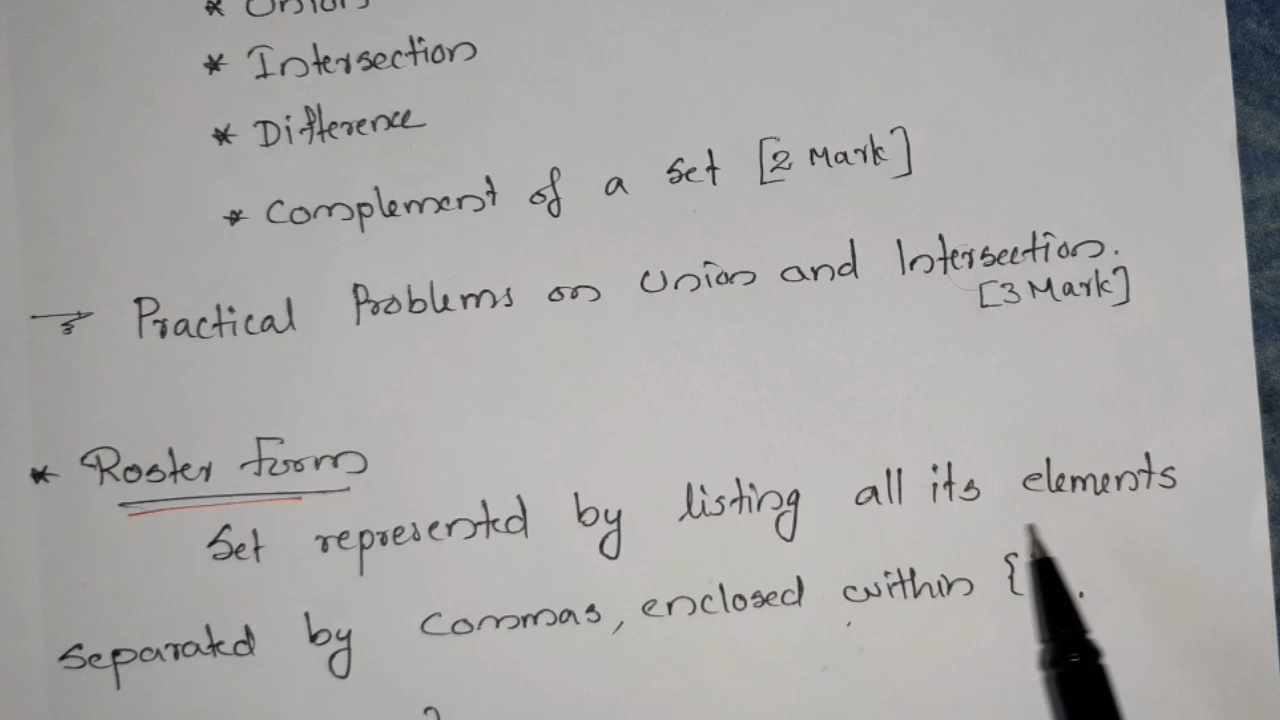 * Union
* Intersection
* Difference
* Complement of a set [2 Mark]
→ Practical Problems on Union and Intersection.
[3 Mark]
* Roster Form
Set represented by listing all its elements
separated by commas, enclosed within { .